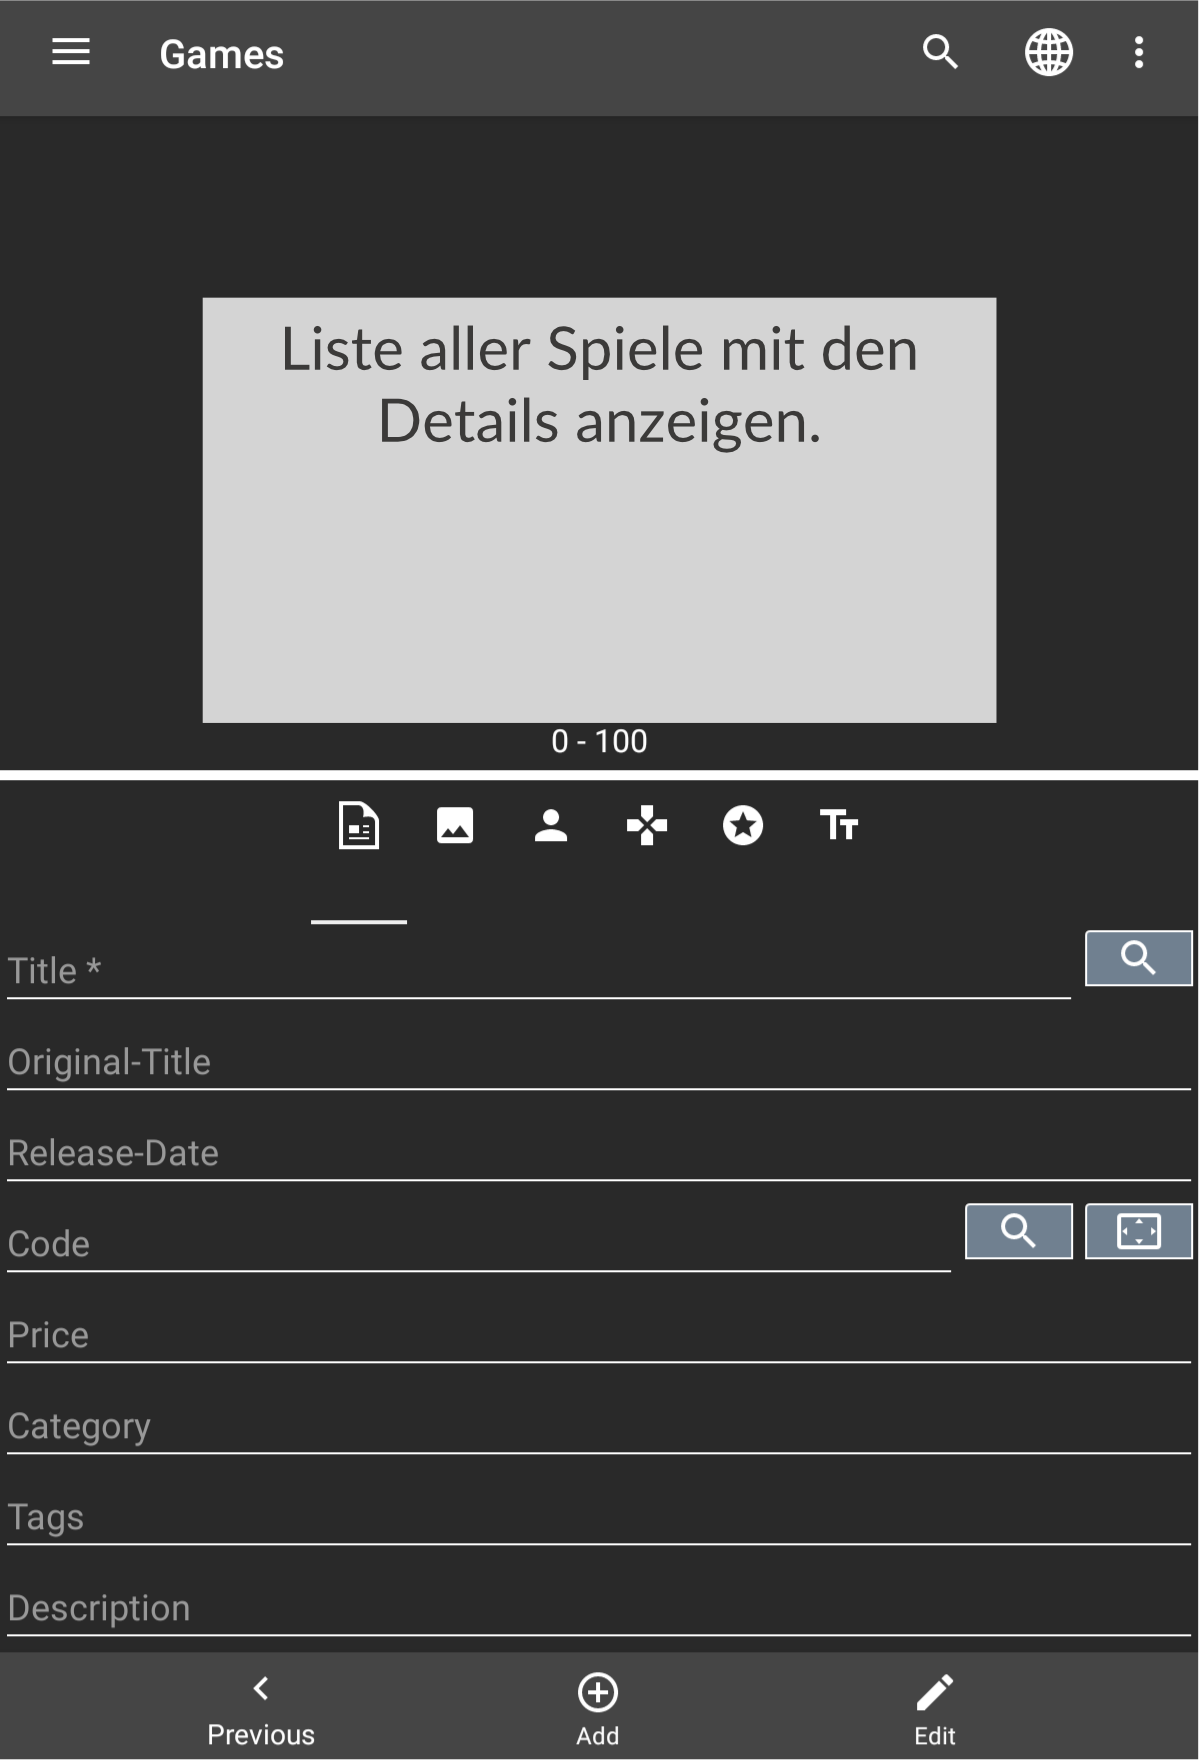 Games
Liste aller Spiele mit den
Details anzeigen.
0 - 100
Title *
Original-Title
Release-Date
Code
Price
Category
Tags
Description
Previous
Add
Edit